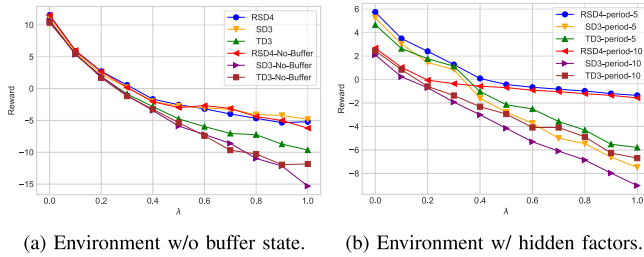 RSD4
SD3
TD3
RSD4-No-Buffer
SD3-No-Buffer
TD3-No-Buffer
Reward
10
5
0
−5
−10
−15
0.0 0.2 0.4 0.6 0.8 1.0
λ
RSD4-period-5
SD3-period-5
TD3-period-5
RSD4-period-10
SD3-period-10
TD3-period-10
Reward
6
4
2
0
−2
−4
−6
−8
0.0 0.2 0.4 0.6 0.8 1.0
λ
(a) Environment w/o buffer state.
(b) Environment w/ hidden factors.